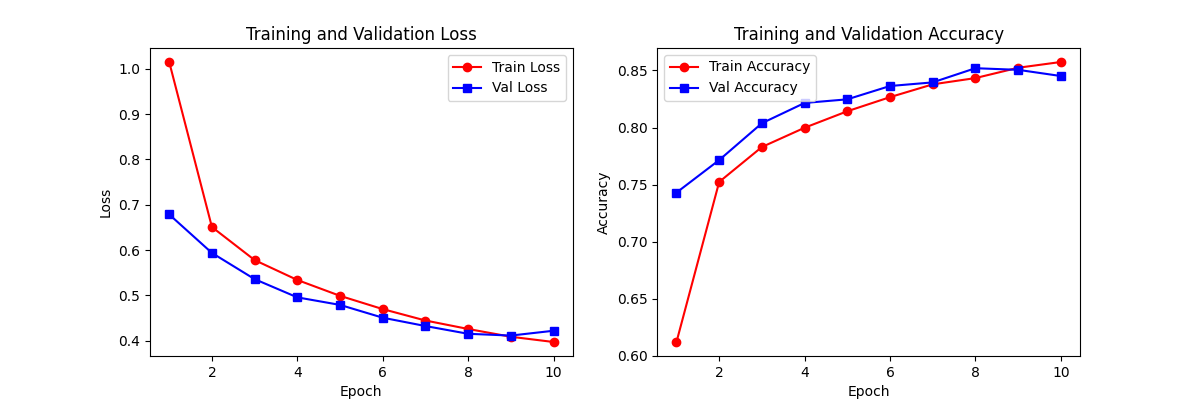 Training and Validation Loss
1.0
0.9
0.8
0.7
0.6
0.5
0.4
Loss
Train Loss
Val Loss
2
4
6
8
10
Epoch
Training and Validation Accuracy
0.85
0.80
0.75
0.70
0.65
0.60
Accuracy
Train Accuracy
Val Accuracy
2
4
6
8
10
Epoch